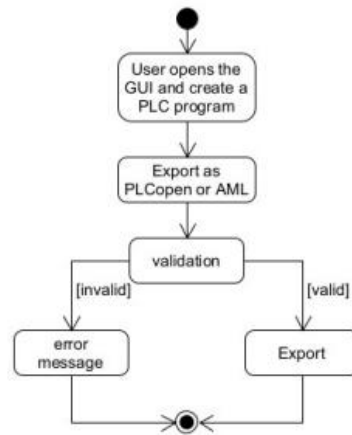 User opens the
GUI and create a
PLC program
Export as
PLCopen or AML
validation
[invalid]
[valid]
error
message
Export